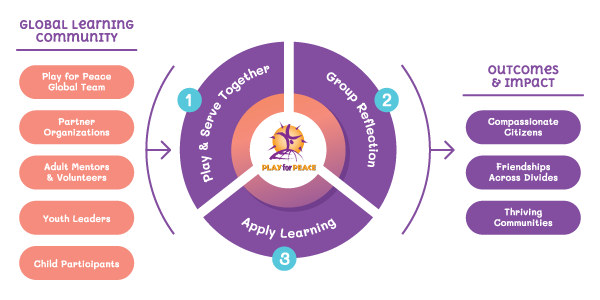 Global Learning
Community
Play for Peace
Global Team
Partner
Organizations
Adult Mentors
& Volunteers
Youth Leaders
Child Participants
1
Play & Serve Together
2
Group Reflection
3
Apply Learning
PLAY for PEACE
Outcomes
& Impact
Compassionate
Citizens
Friendships
Across Divides
Thriving
Communities